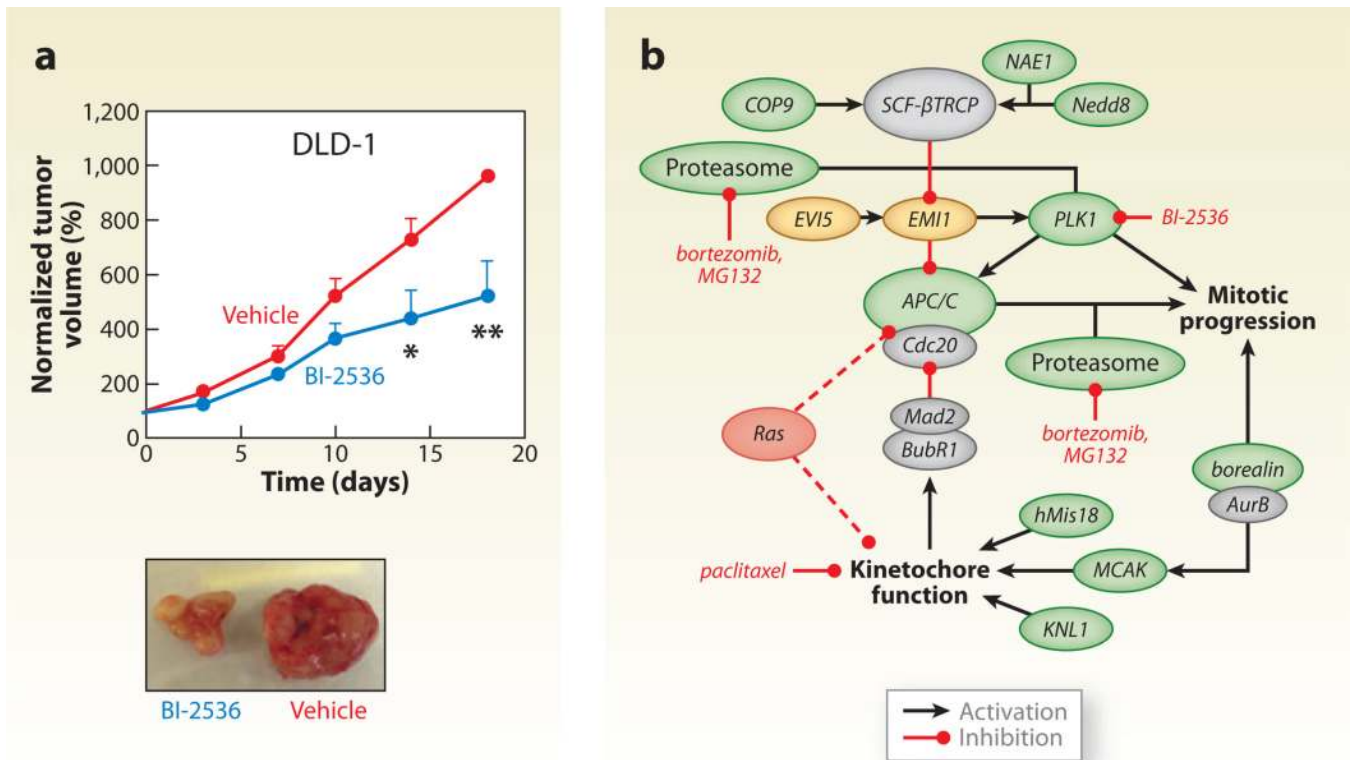 a
1,200
1,000
800
600
400
200
0
Normalized tumor
volume (%)
DLD-1
Vehicle
BI-2536
*
**
0
5
10
15
20
Time (days)
BI-2536
Vehicle
b
NAE1
COP9
SCF-βTRCP
Nedd8
Proteasome
EVI5
EMI1
PLK1
BI-2536
bortezomib,
MG132
APC/C
Mitotic
progression
Cdc20
Proteasome
Mad2
Ras
BubR1
bortezomib,
MG132
borealin
AurB
hMis18
paclitaxel
Kinetochore
function
MCAK
KNL1
Activation
Inhibition